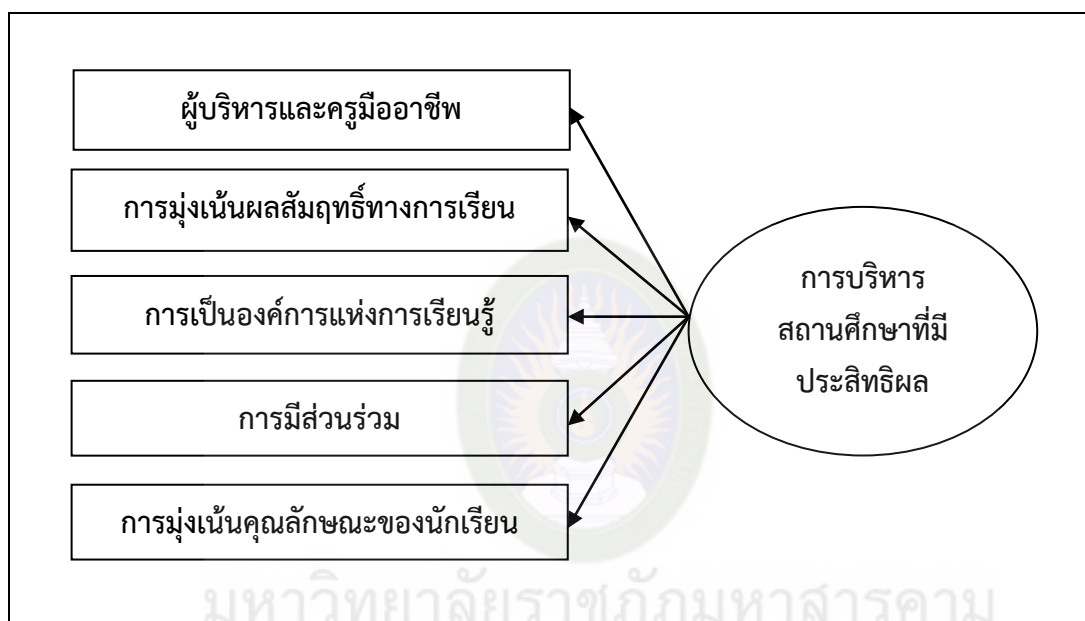 ผู้บริหารและครูมืออาชีพ
การมุ่งเน้นผลสัมฤทธิ์ทางการเรียน
การเป็นองค์การแห่งการเรียนรู้
การมีส่วนร่วม
การมุ่งเน้นคุณลักษณะของนักเรียน
การบริหาร
สถานศึกษาที่มี
ประสิทธิผล
มหาวิทยาลัยราชภัฏมหาสารคาม